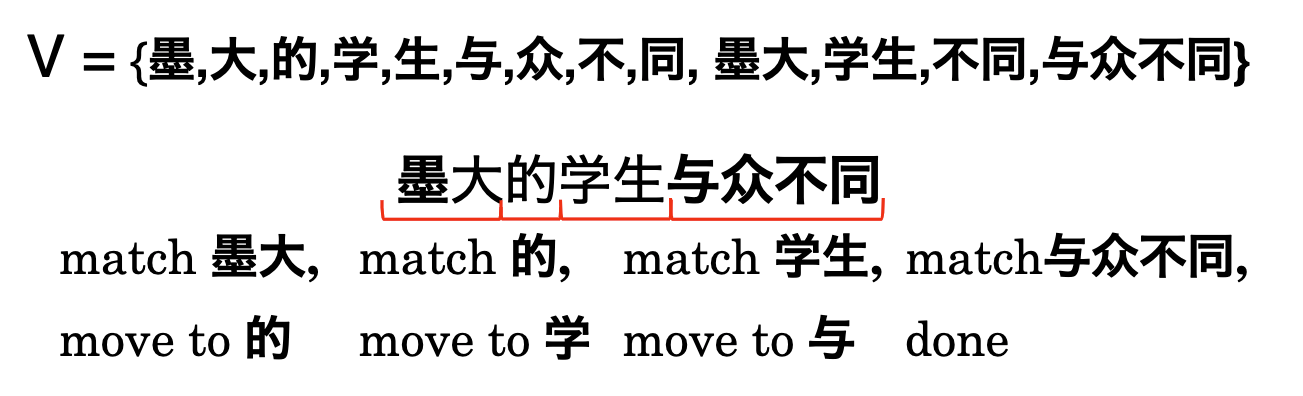 V = {墨,大,的,学,生,与,众,不,同, 墨大,学生,不同,与众不同}
墨大的学生与众不同
match 墨大, match 的, match 学生, match与众不同,
move to 的 move to 学 move to 与 done